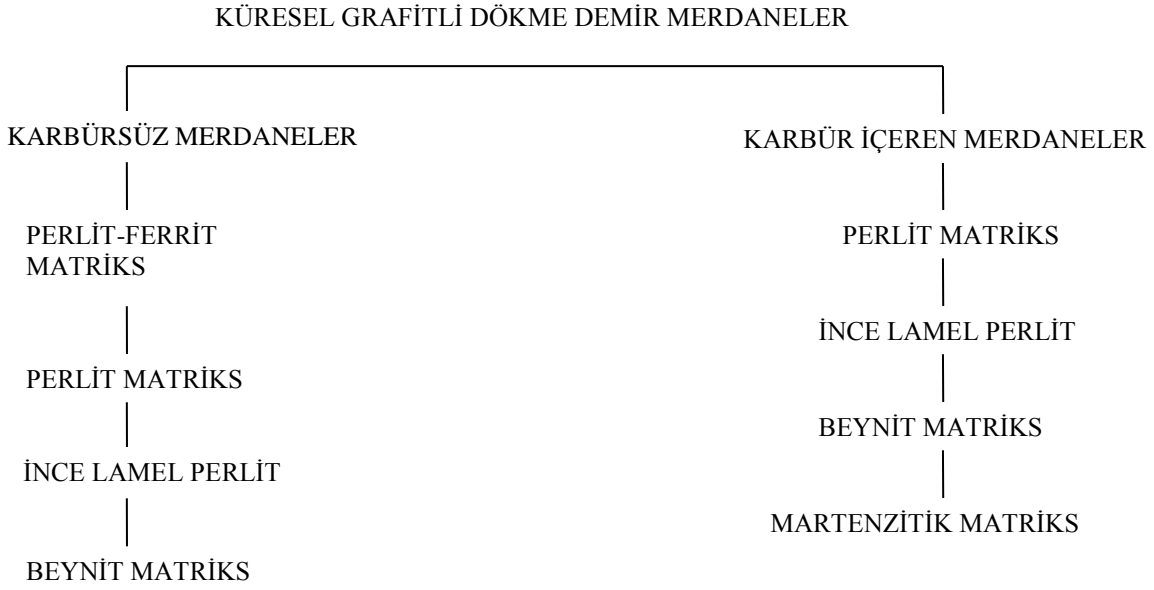 KÜRESEL GRAFİTLİ DÖKME DEMİR MERDANELER
KARBÜRSÜZ MERDANELER
PERLİT-FERRİT
MATRİKS
PERLİT MATRİKS
İNCE LAMEL PERLİT
BEYNİT MATRİKS
KARBÜR İÇEREN MERDANELER
PERLİT MATRİKS
İNCE LAMEL PERLİT
BEYNİT MATRİKS
MARTENZİTİK MATRİKS